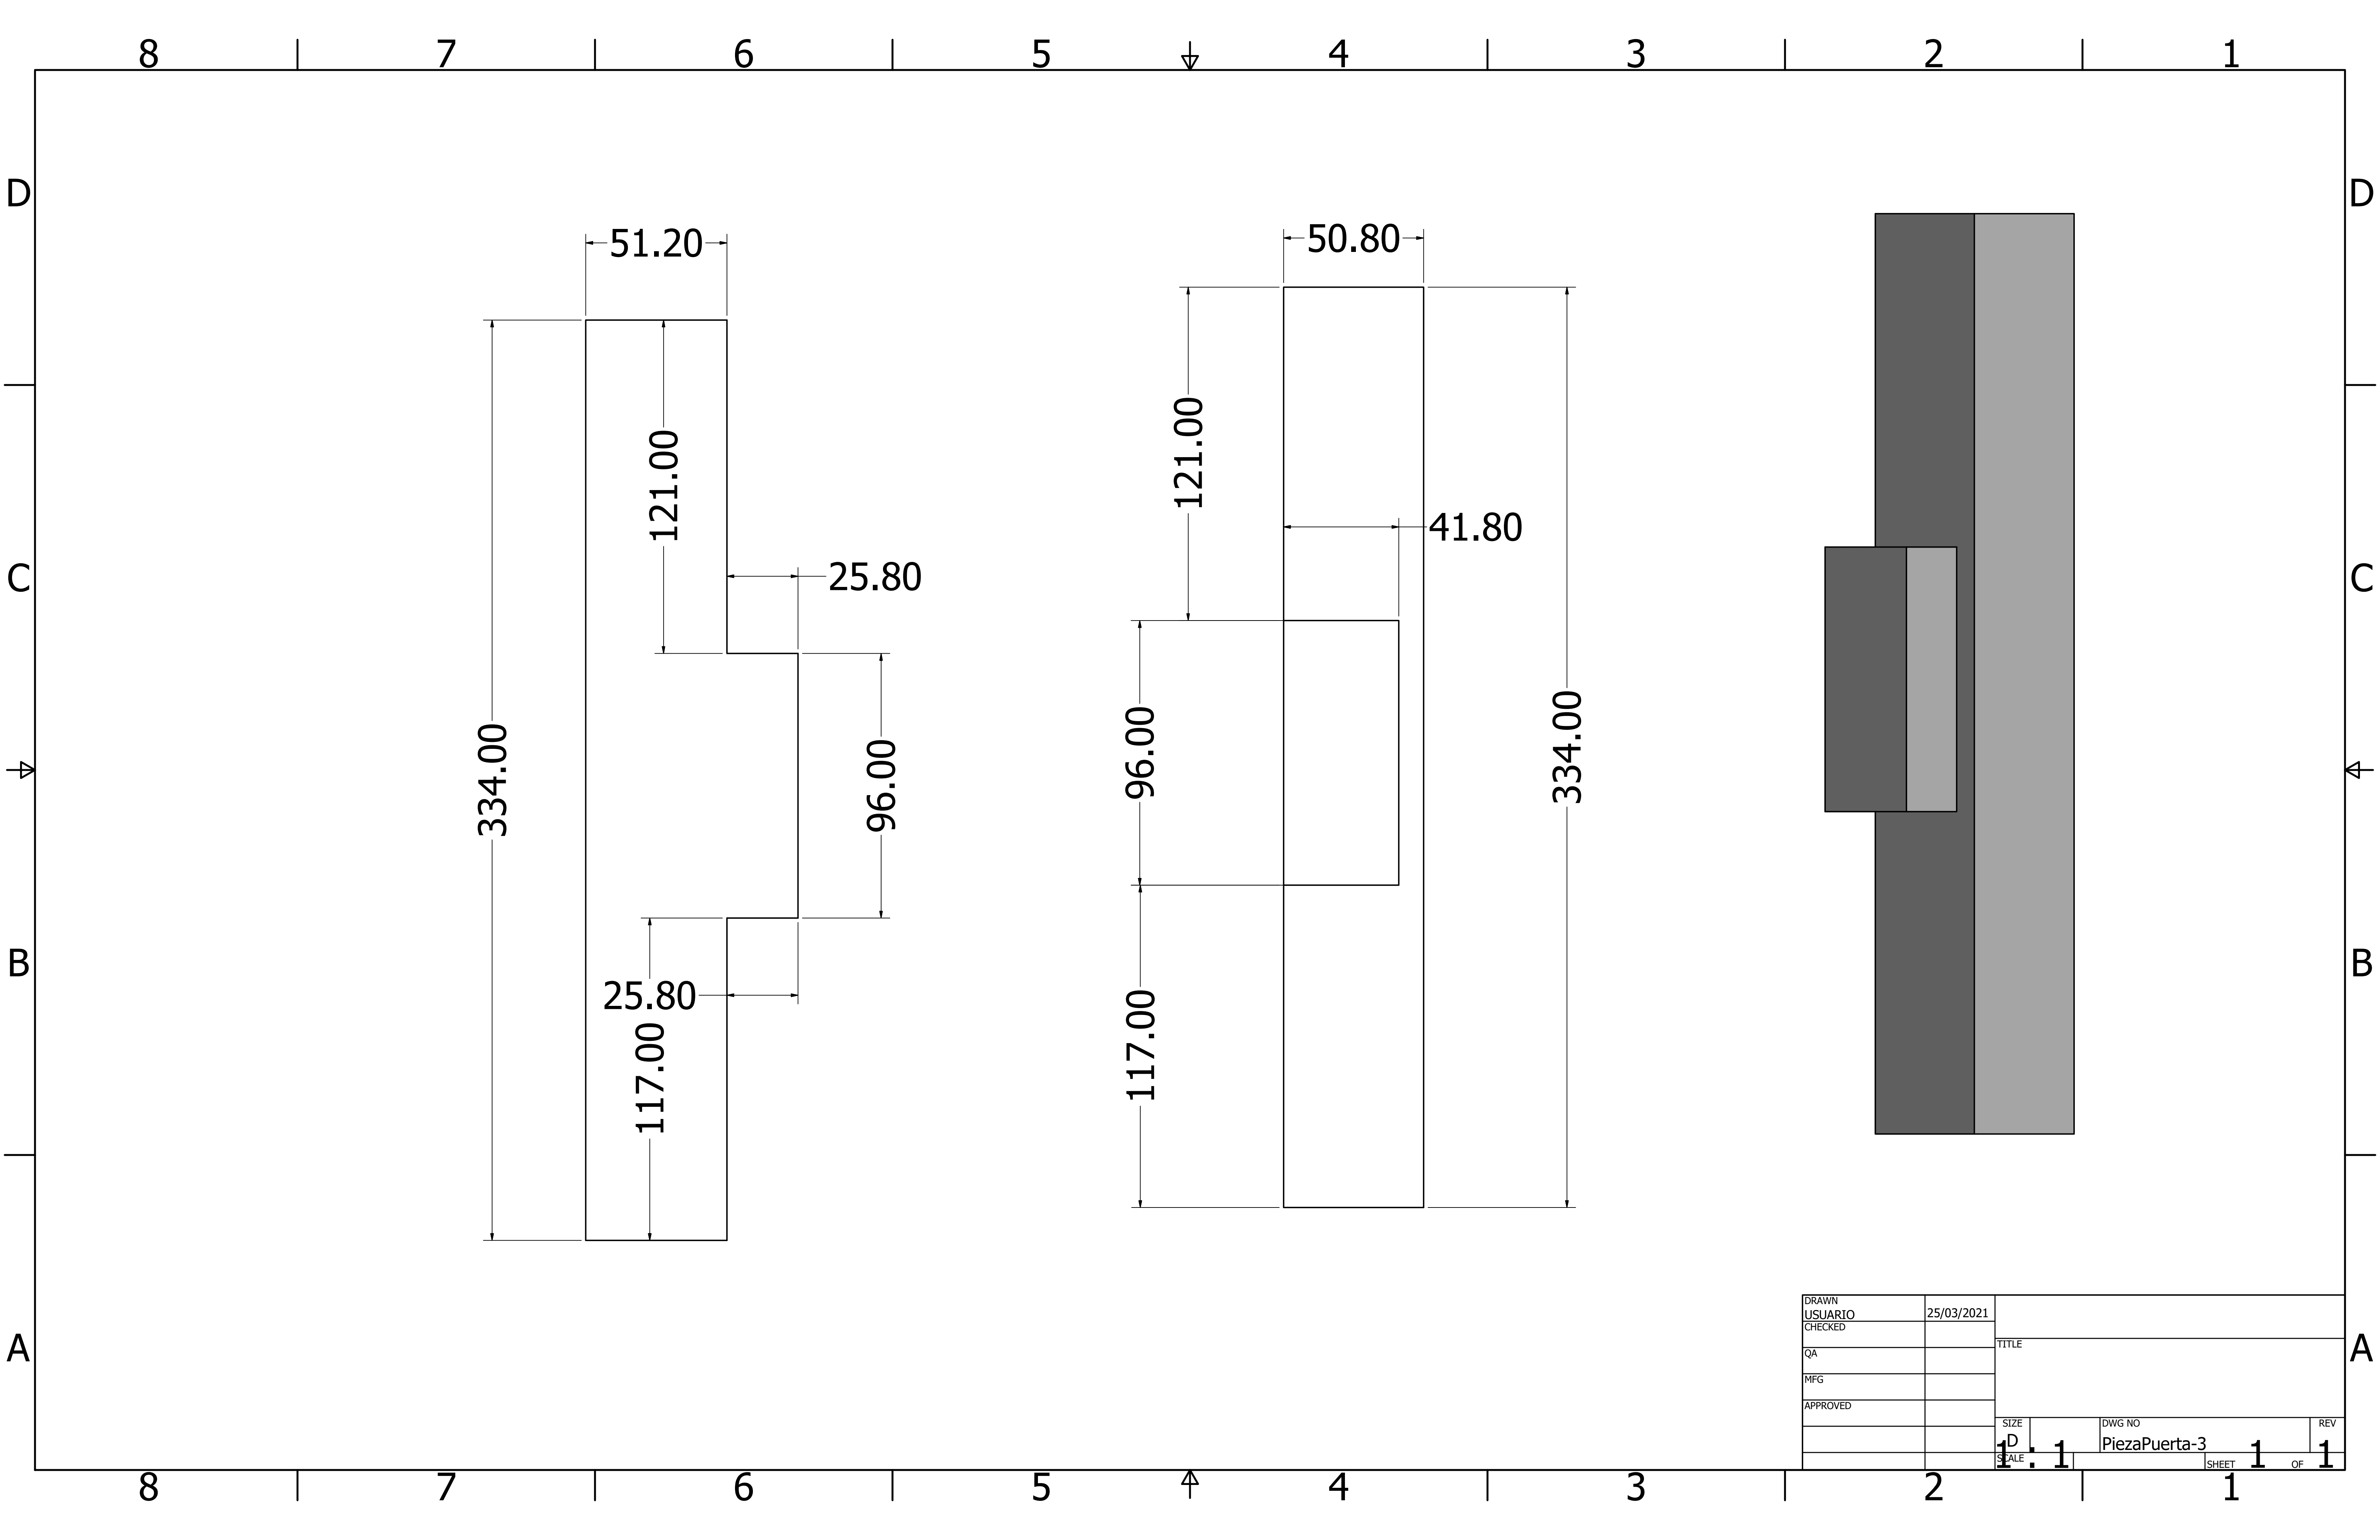 8 7 6 5 4 3 2 1
D D
51.20
50.80
121.00
121.00
41.80
25.80
C C
334.00
96.00
96.00
334.00
B B
25.80
117.00
117.00
DRAWN
USUARIO 25/03/2021
CHECKED
TITLE
QA
A A
MFG
APPROVED
SIZE DWG NO REV
D PiezaPuerta-3
SCALE 1 : 1 SHEET 1 OF 1
8 7 6 5 4 3 2 1